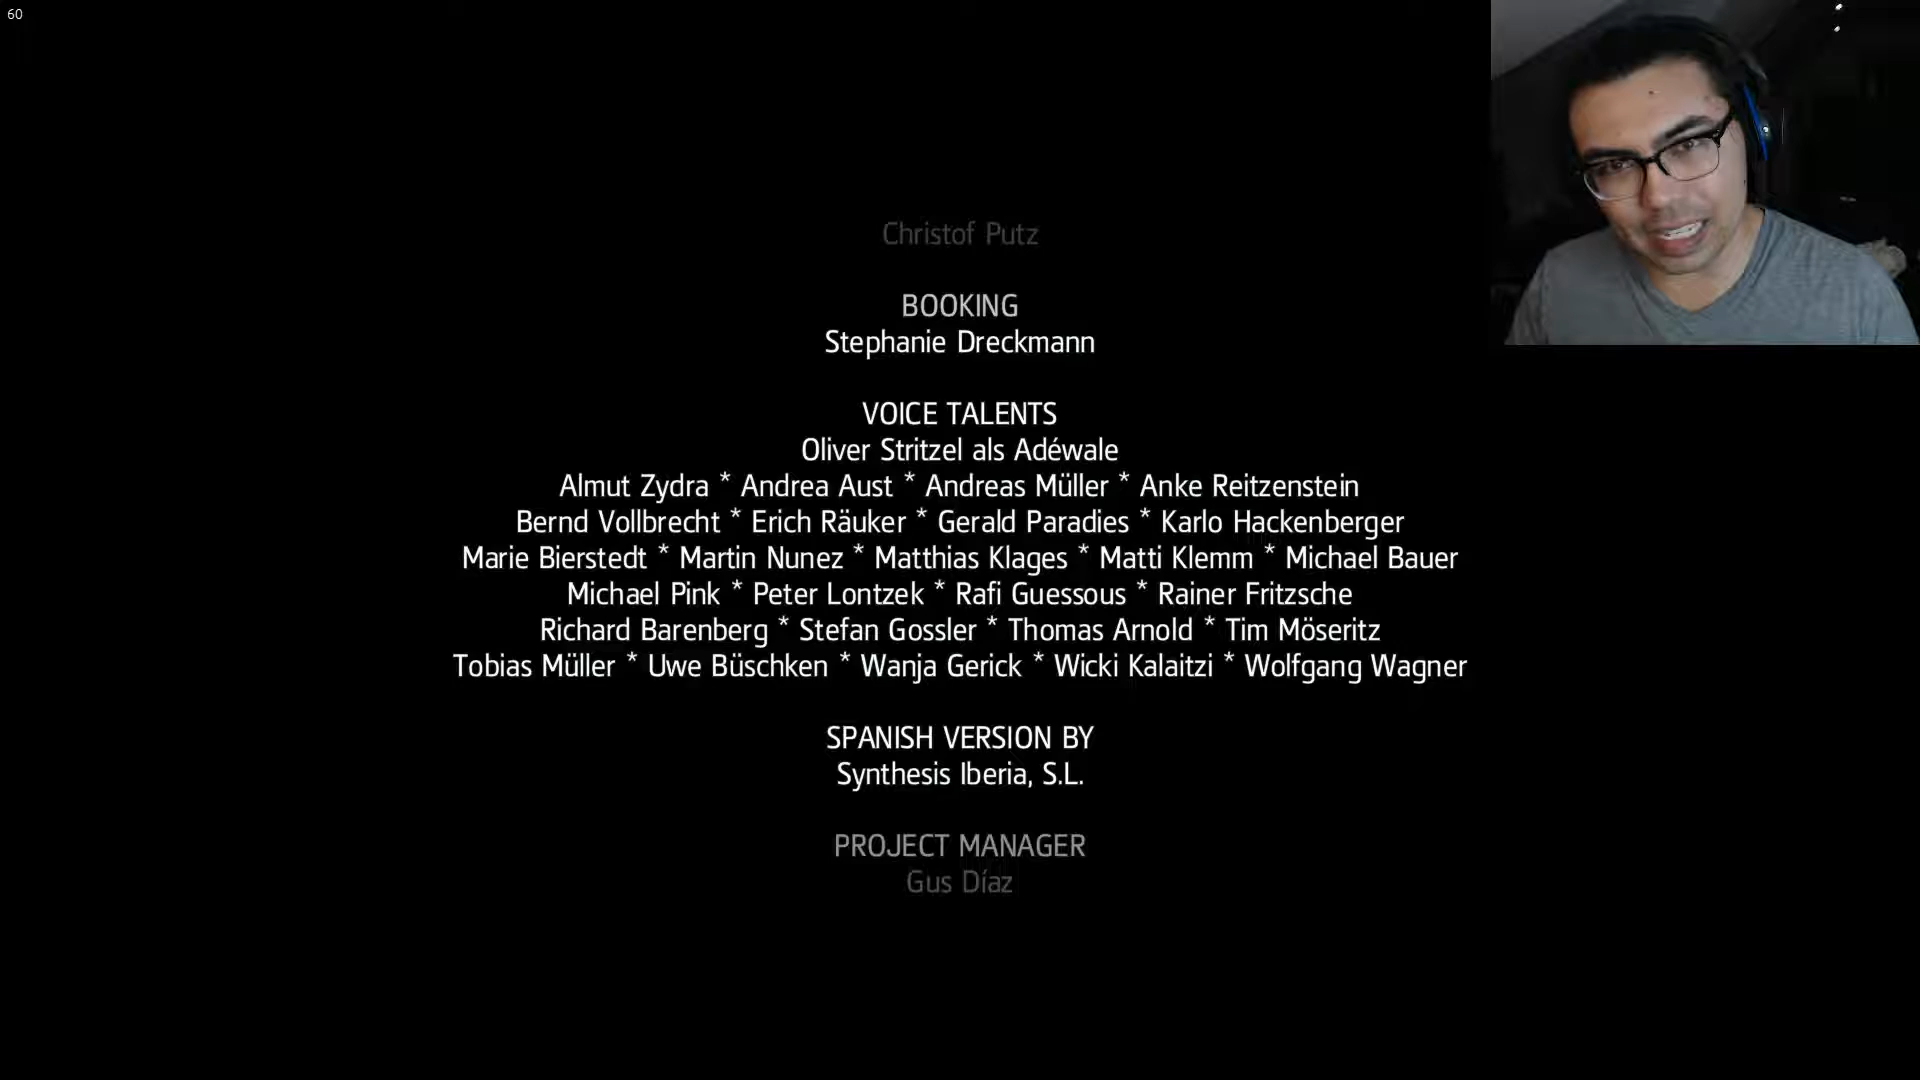 60
Christof Putz
BOOKING
Stephanie Dreckmann
VOICE TALENTS
Oliver Stritzel als Adéwale
Almut Zydra * Andrea Aust * Andreas Müller * Anke Reitzenstein
Bernd Vollbrecht * Erich Räuker * Gerald Paradies * Karlo Hackenberger
Marie Bierstedt * Martin Nunez * Matthias Klages * Matti Klemm * Michael Bauer
Michael Pink * Peter Lontzek * Rafi Guessous * Rainer Fritzsche
Richard Barenberg * Stefan Gossler * Thomas Arnold * Tim Möseritz
Tobias Müller * Uwe Büschken * Wanja Gerick * Wicki Kalaitzi * Wolfgang Wagner
SPANISH VERSION BY
Synthesis Iberia, S.L.
PROJECT MANAGER
Gus Díaz